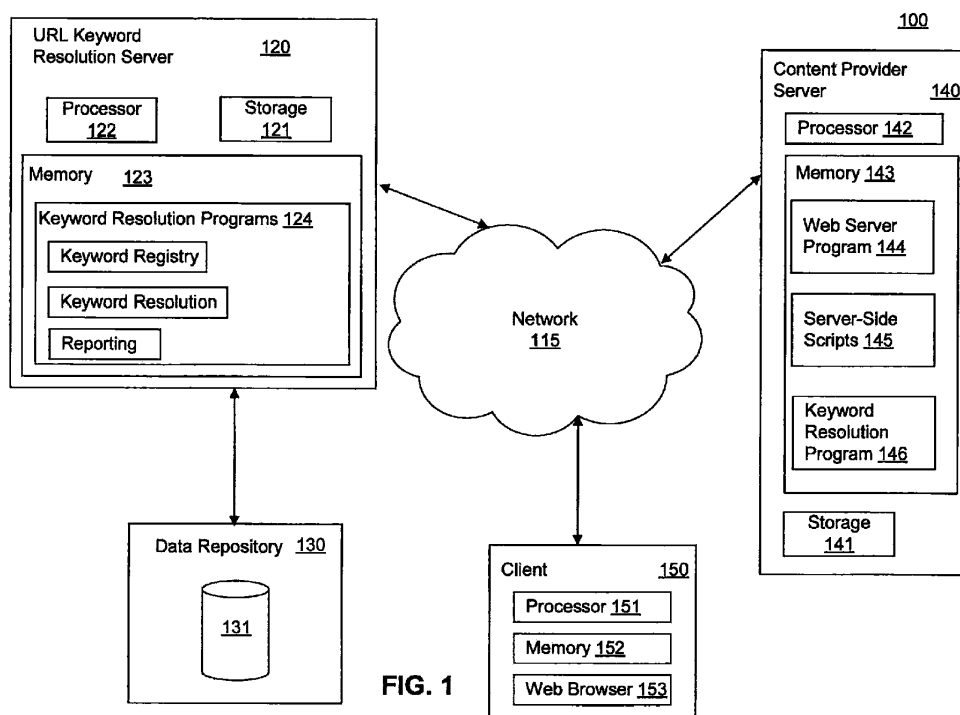 URL Keyword
Resolution Server
120
Processor
122
Storage
121
Memory 123
Keyword Resolution Programs 124
Keyword Registry
Keyword Resolution
Reporting
Network
115
100
Content Provider
Server
140
Processor 142
Memory 143
Web Server
Program 144
Server-Side
Scripts 145
Keyword
Resolution
Program 146
Storage
141
Data Repository 130
131
FIG. 1
Client 150
Processor 151
Memory 152
Web Browser 153